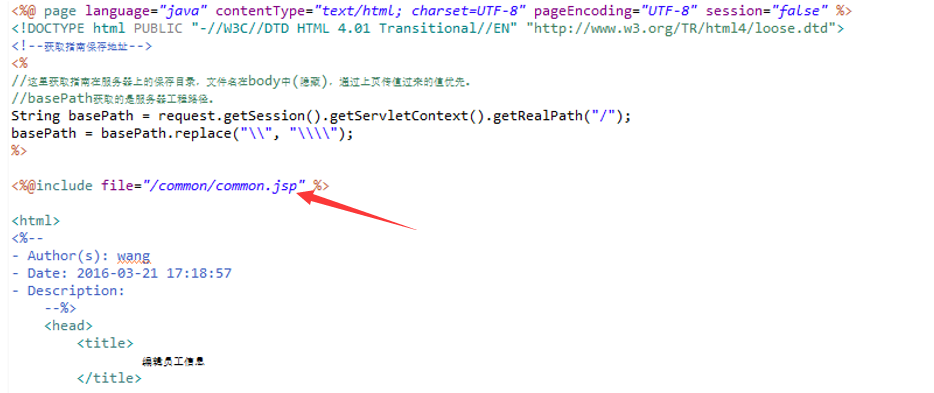 <%@ page language="java" contentType="text/html; charset=UTF-8" pageEncoding="UTF-8" session="false" %>
<!DOCTYPE html PUBLIC "-//W3C//DTD HTML 4.01 Transitional//EN" "http://www.w3.org/TR/html4/loose.dtd">
<!--获取指南保存地址-->
<%
//这里获取指南在服务器上的保存目录，文件名在body中(隐藏)，通过上页传值过来的值优先.
//basePath获取的是服务器工程路径.
String basePath = request.getSession().getServletContext().getRealPath("/");
basePath = basePath.replace("\\", "\\\\");
%>
<%@include file="/common/common.jsp" %>
<html>
<%--
- Author(s): wang
- Date: 2016-03-21 17:18:57
- Description:
--%>
<head>
<title>
编辑员工信息
</title>